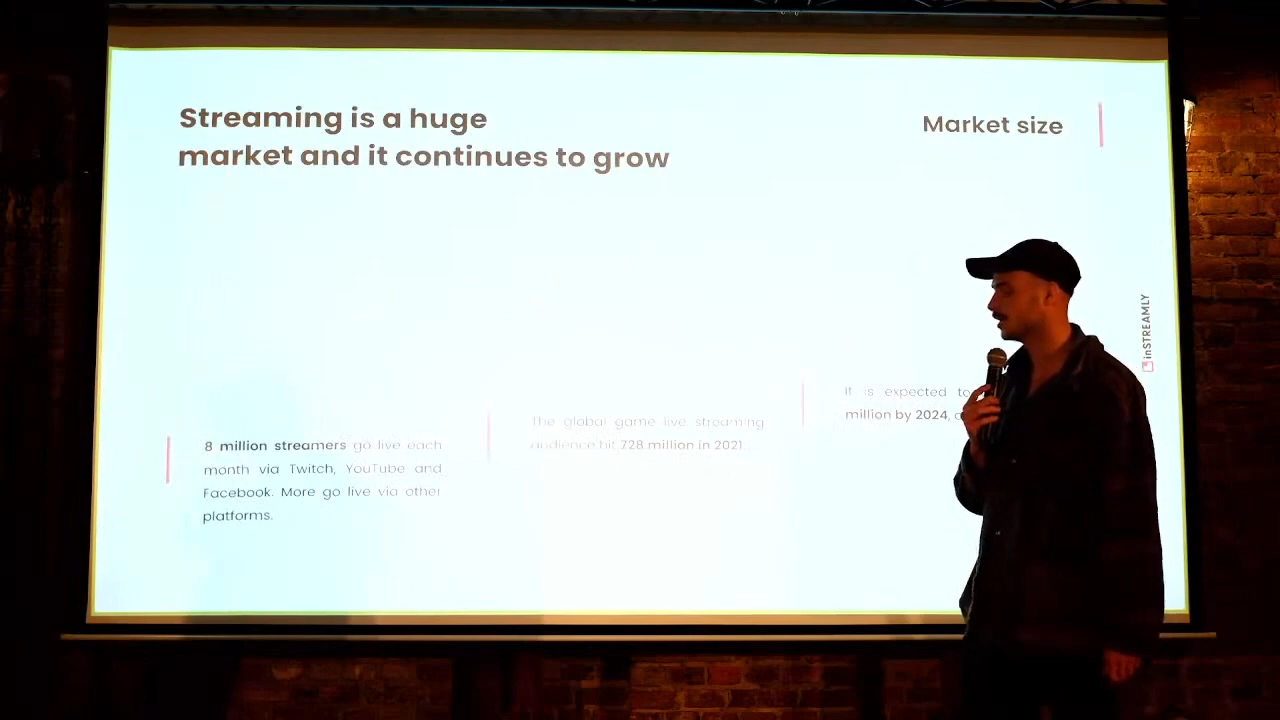 Streaming is a huge
market and it continues to grow
Market size
inSTREAMLY
8 million streamers go live each
month via Twitch, YouTube and
Facebook. More go live via other
platforms.
The global game live streaming
audience hit 728 million in 2021.
It is expected to
million by 2024,